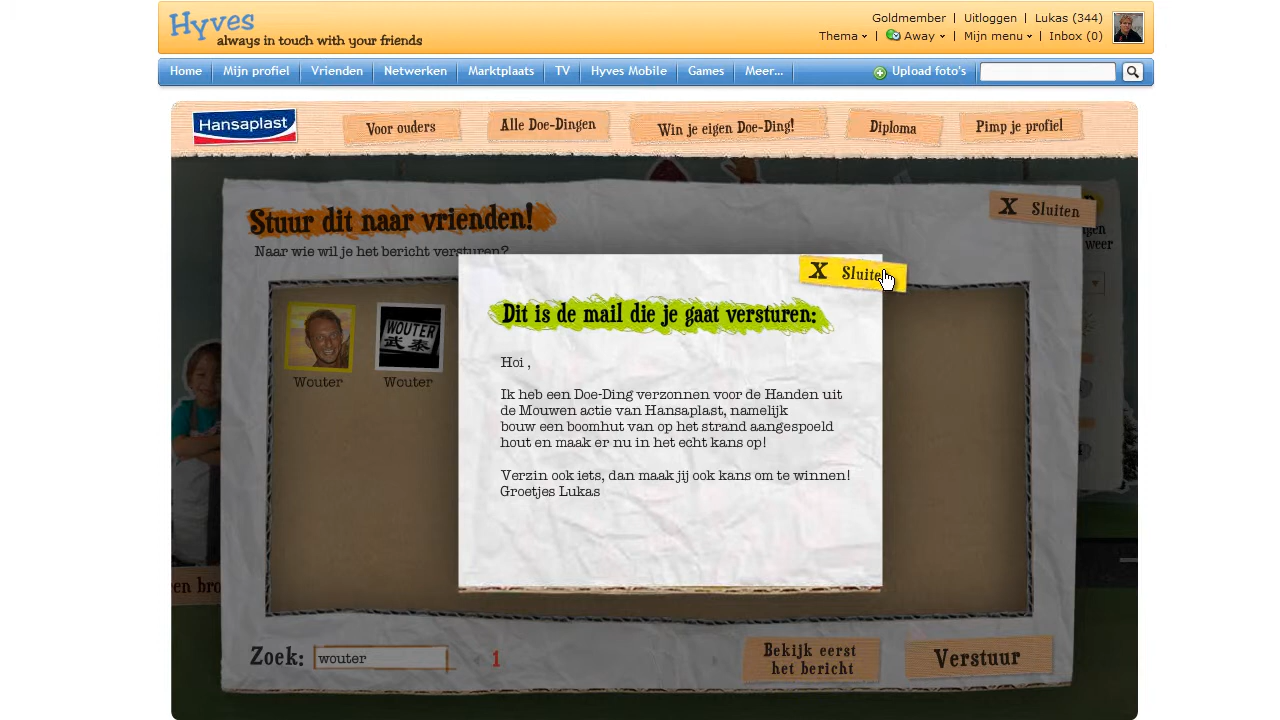 Hyves
always in touch with your friends
Goldmember | Uitloggen | Lukas (344)
Thema | Away | Mijn menu | Inbox (0)
Home Mijn profiel Vrienden Netwerken Marktplaats TV Hyves Mobile Games Meer... Upload foto's
Hansaplast Voor ouders Alle Doe-Dingen Win je eigen Doe-Ding! Diploma Pimp je profiel
Stuur dit naar vrienden!
X Sluiten
Naar wie wil je het bericht versturen?
weer
X Sluiten
Dit is de mail die je gaat versturen:
Hoi ,
WOUTER
武泰
Wouter Wouter
Ik heb een Doe-Ding verzonnen voor de Handen uit
de Mouwen actie van Hansaplast, namelijk
bouw een boomhut van op het strand aangespoeld
hout en maak er nu in het echt kans op!
Verzin ook iets, dan maak jij ook kans om te winnen!
Groetjes Lukas
Zoek: wouter 1
Bekijk eerst
het bericht
Verstuur